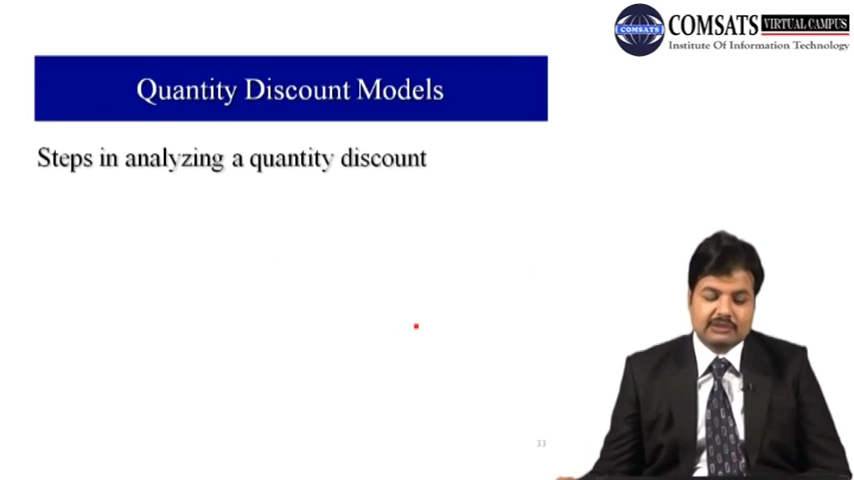 COMSATS VIRTUAL CAMPUS
COMSATS
Institute Of Information Technology
Quantity Discount Models
Steps in analyzing a quantity discount
33